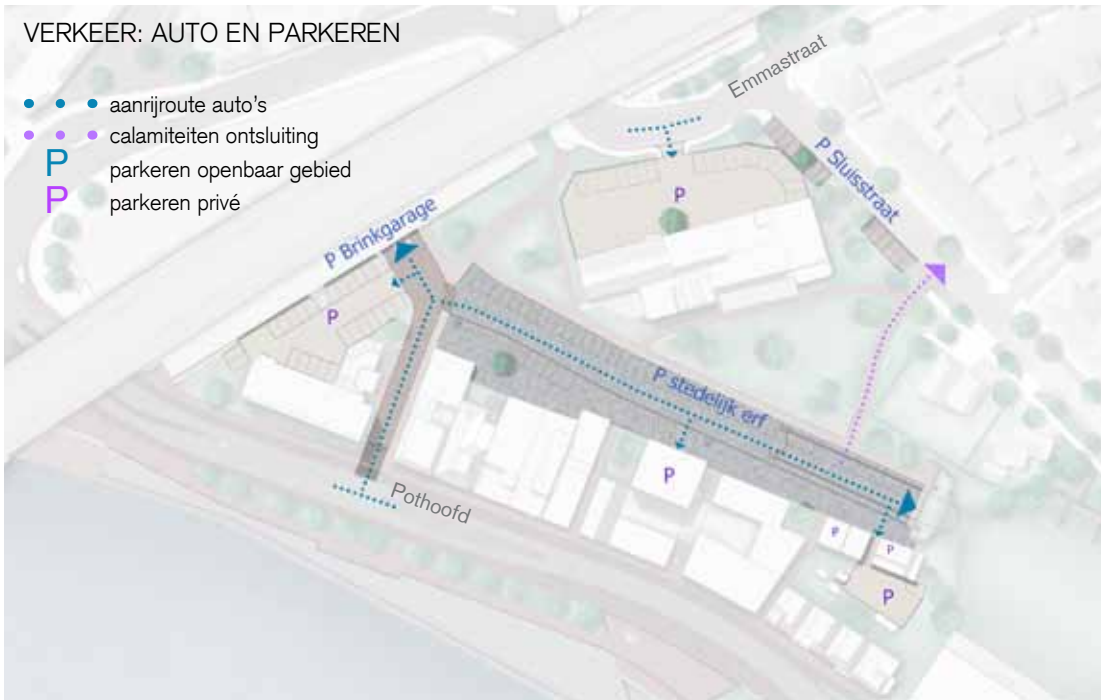 VERKEER: AUTO EN PARKEREN
aanrijroute auto's
calamiteiten ontsluiting
P parkeren openbaar gebied
P parkeren privé
Emmastraat
P Sluisstraat
P
P Brinkgarage
P
P stedelijk erf
P
Pothoofd
P
P
P